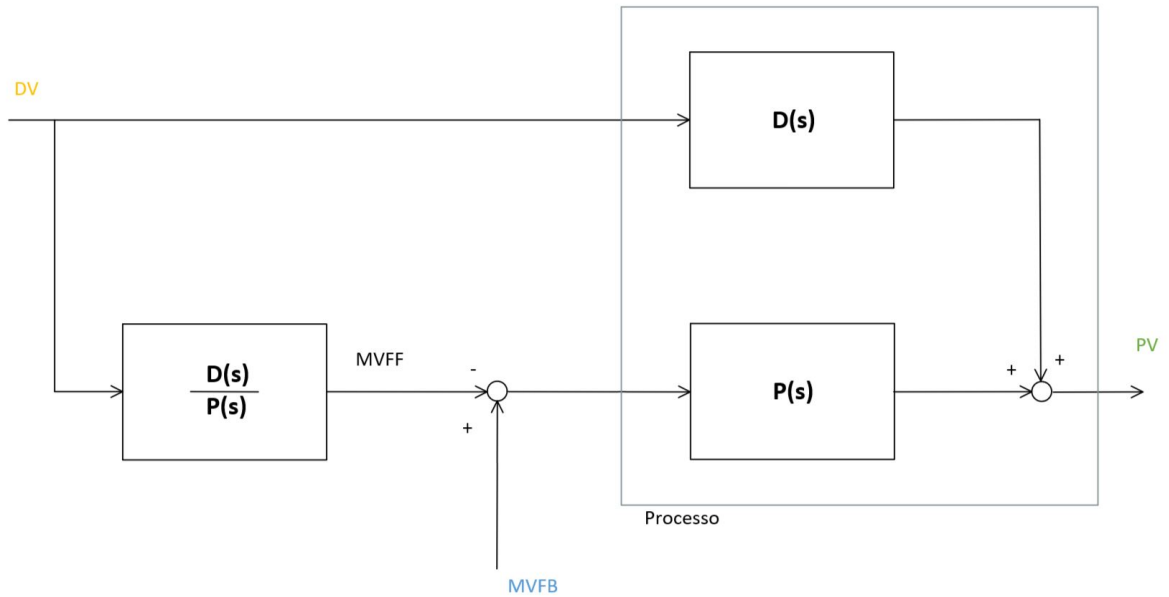 DV
D(s)
D(s)
P(s)
MVFF
-
+
P(s)
+
+
PV
Processo
MVFB